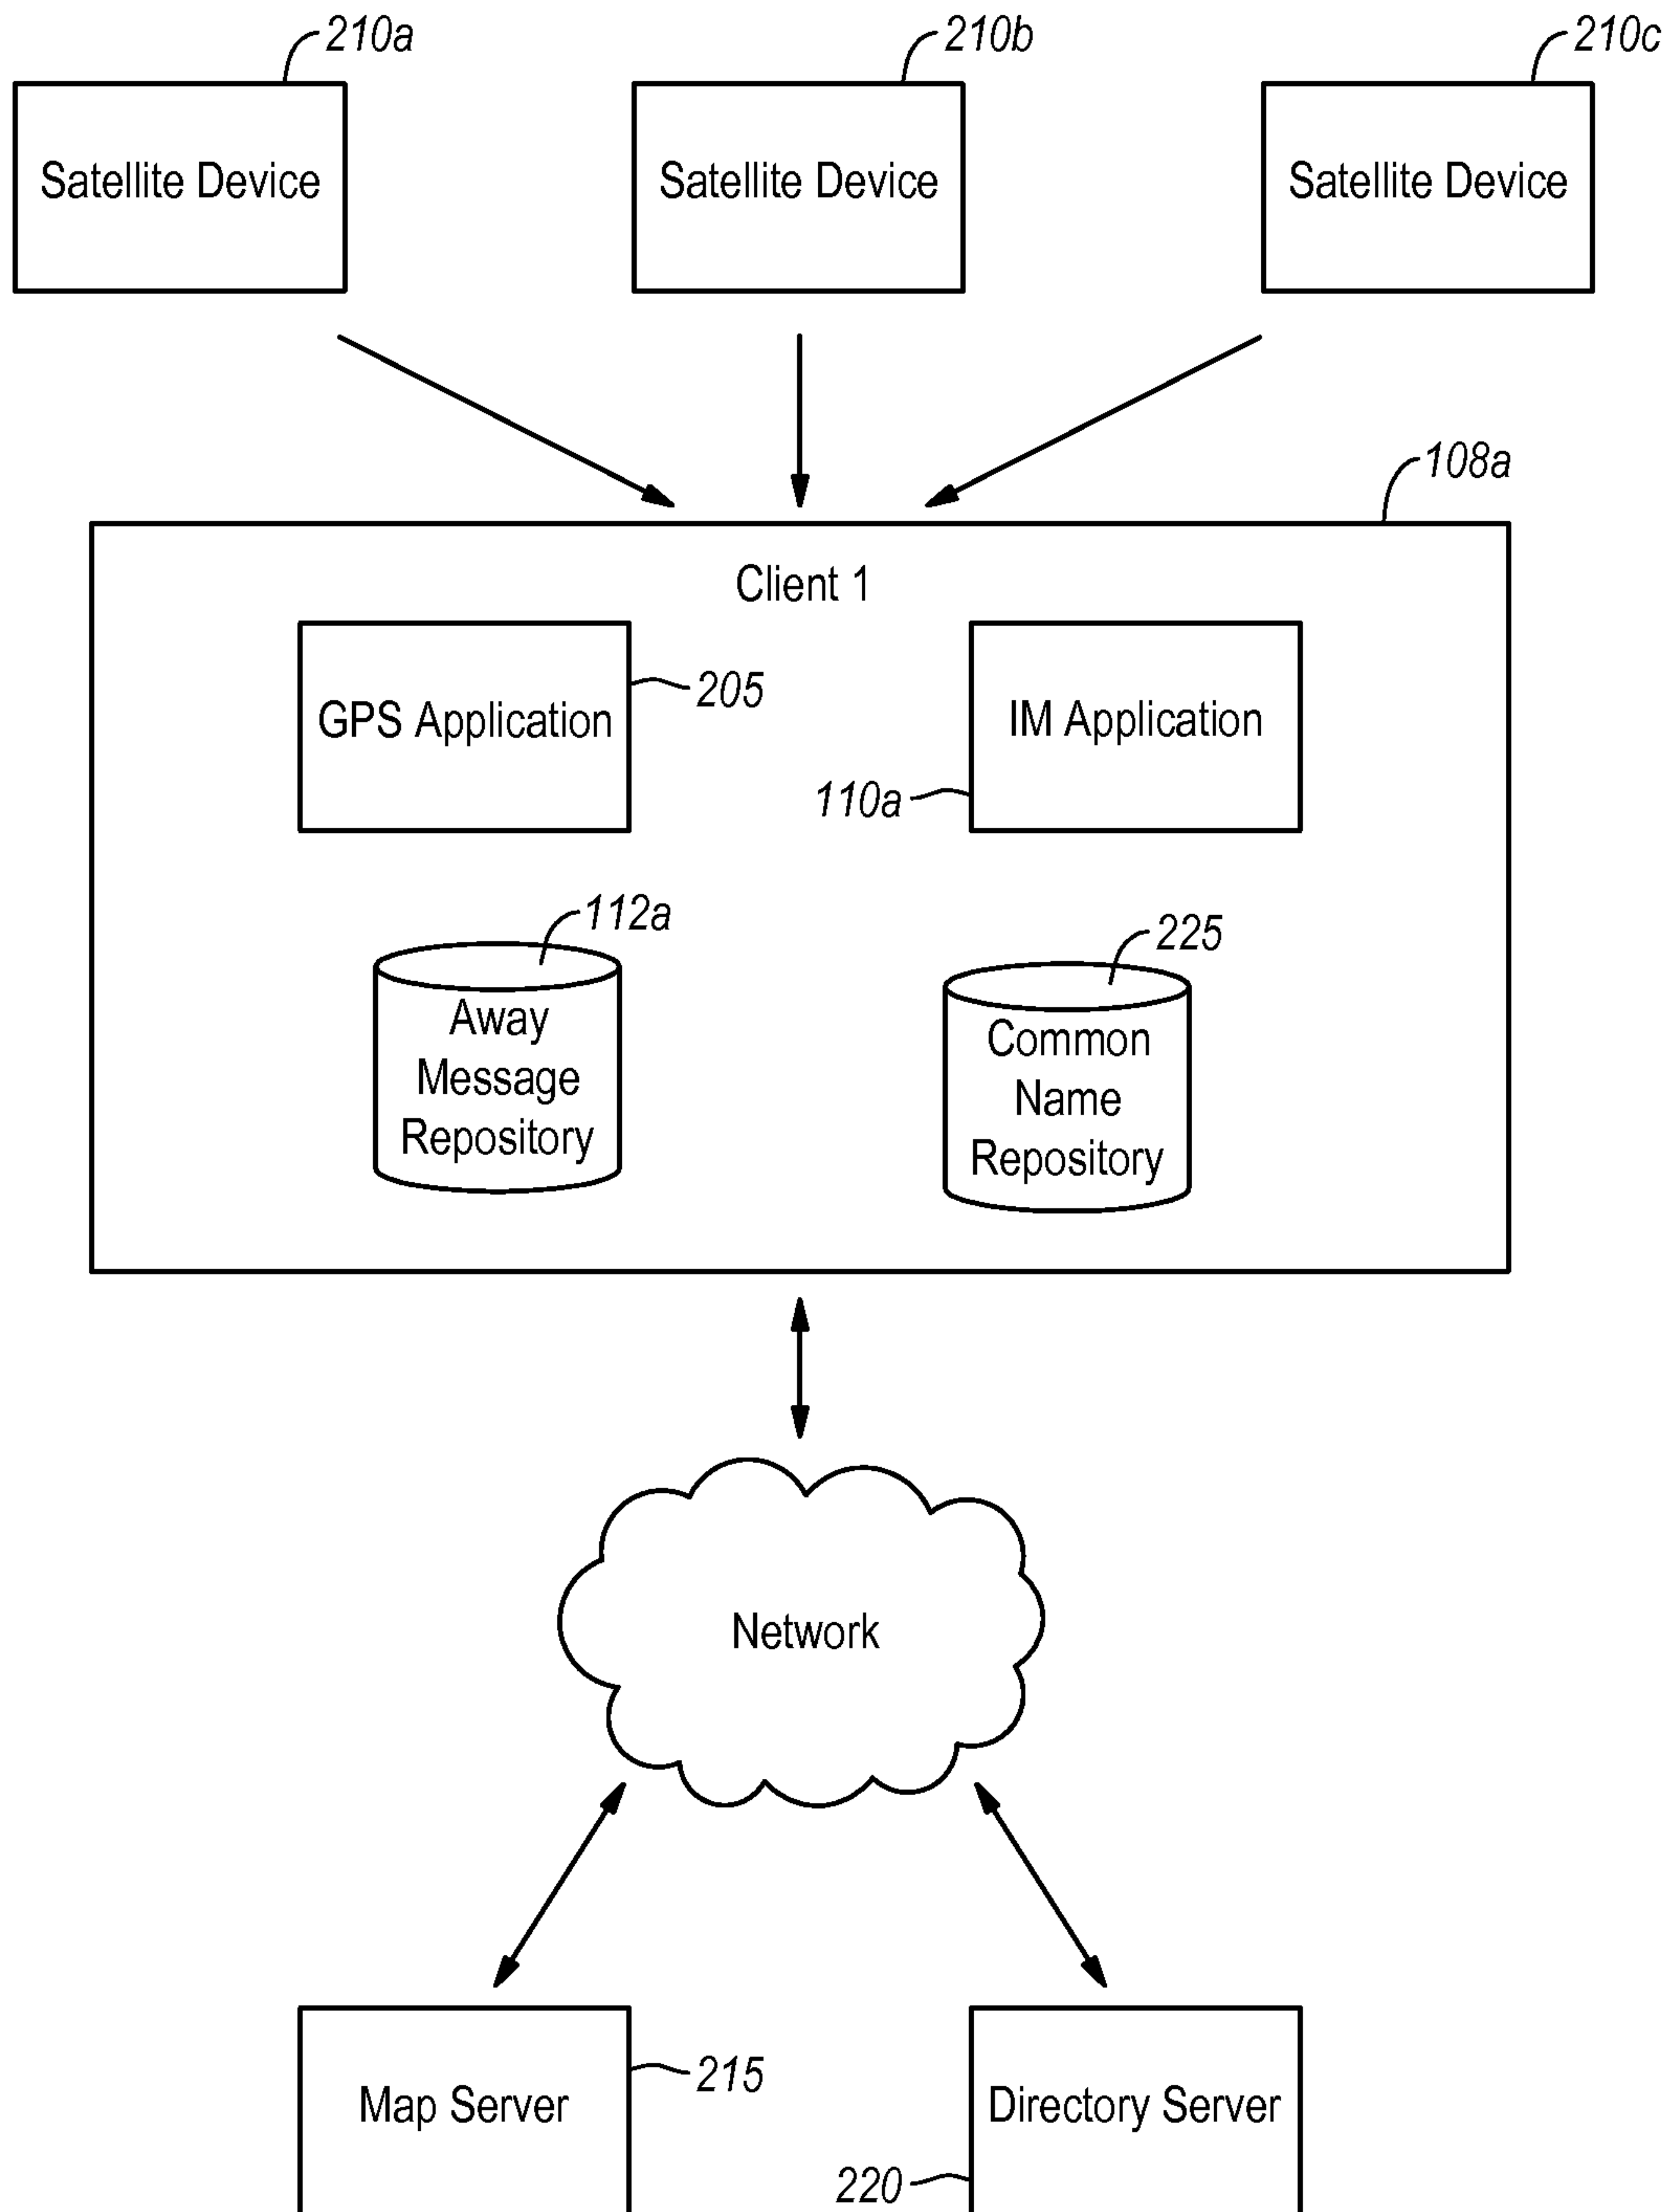 210a
210b
210c
Satellite Device
Satellite Device
Satellite Device
108a
Client 1
GPS Application
205
IM Application
110a
112a
225
Away
Message
Repository
Common
Name
Repository
Network
Map Server
215
Directory Server
220